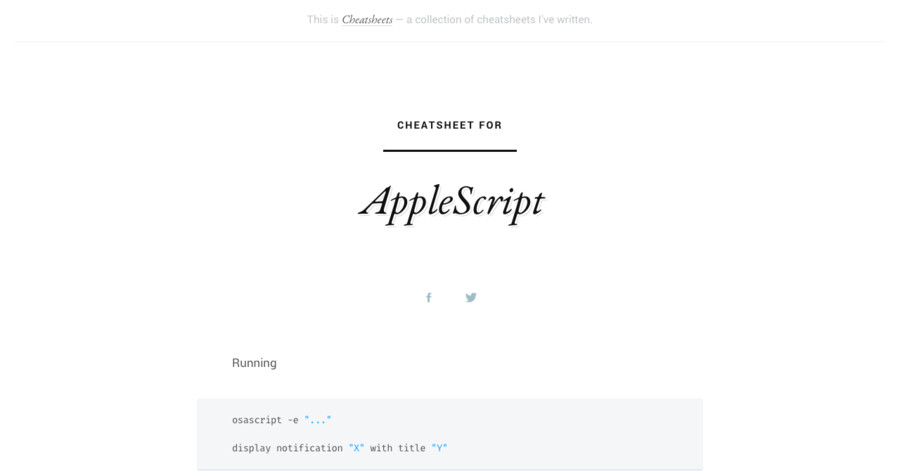 This is Cheatsheets — a collection of cheatsheets I've written.
CHEATSHEET FOR
AppleScript
Running
osascript -e "..."
display notification "X" with title "Y"